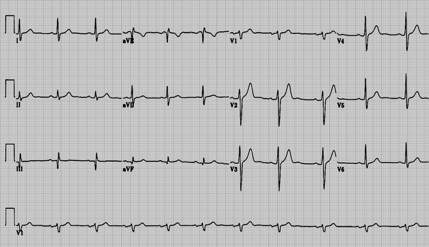 I aVR V1 V4
II aVL V2 V5
III aVF V3 V6
V1